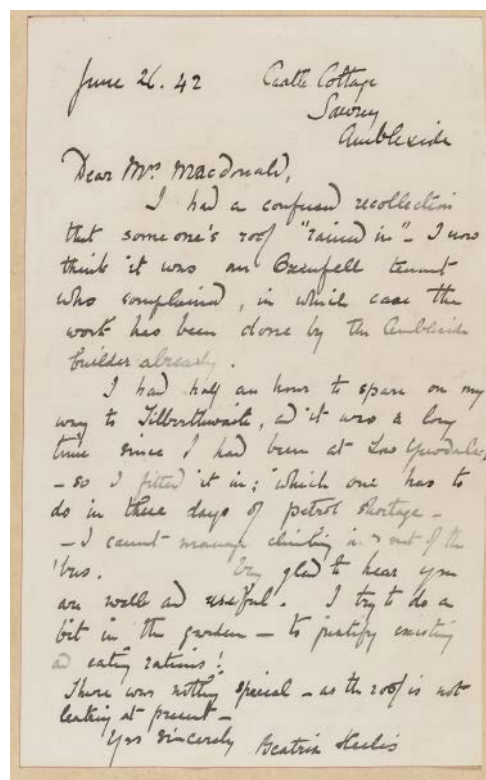 June 26. 42 Castle Cottage
Sawrey
Ambleside
Dear Mrs. Macdonald,
I had a confused recollection
that some one's roof "rained in" - I now
think it was an Oxenfell tenant
who complained, in which case the
work has been done by the Ambleside
builder already.
I had half an hour to spare on my
way to Tilberthwaite, ad it was a long
time since I had been at Low Yewdale,
- so I fitted it in; which one has to
do in these days of petrol shortage -
- I cannot manage climbing in & out of the
'bus. Very glad to hear you
are well ad useful. I try to do a
bit in the garden - to justify existing
ad eating rations!
There was nothing special - as the roof is not
leaking at present -
Yrs sincerely Beatrix Heelis